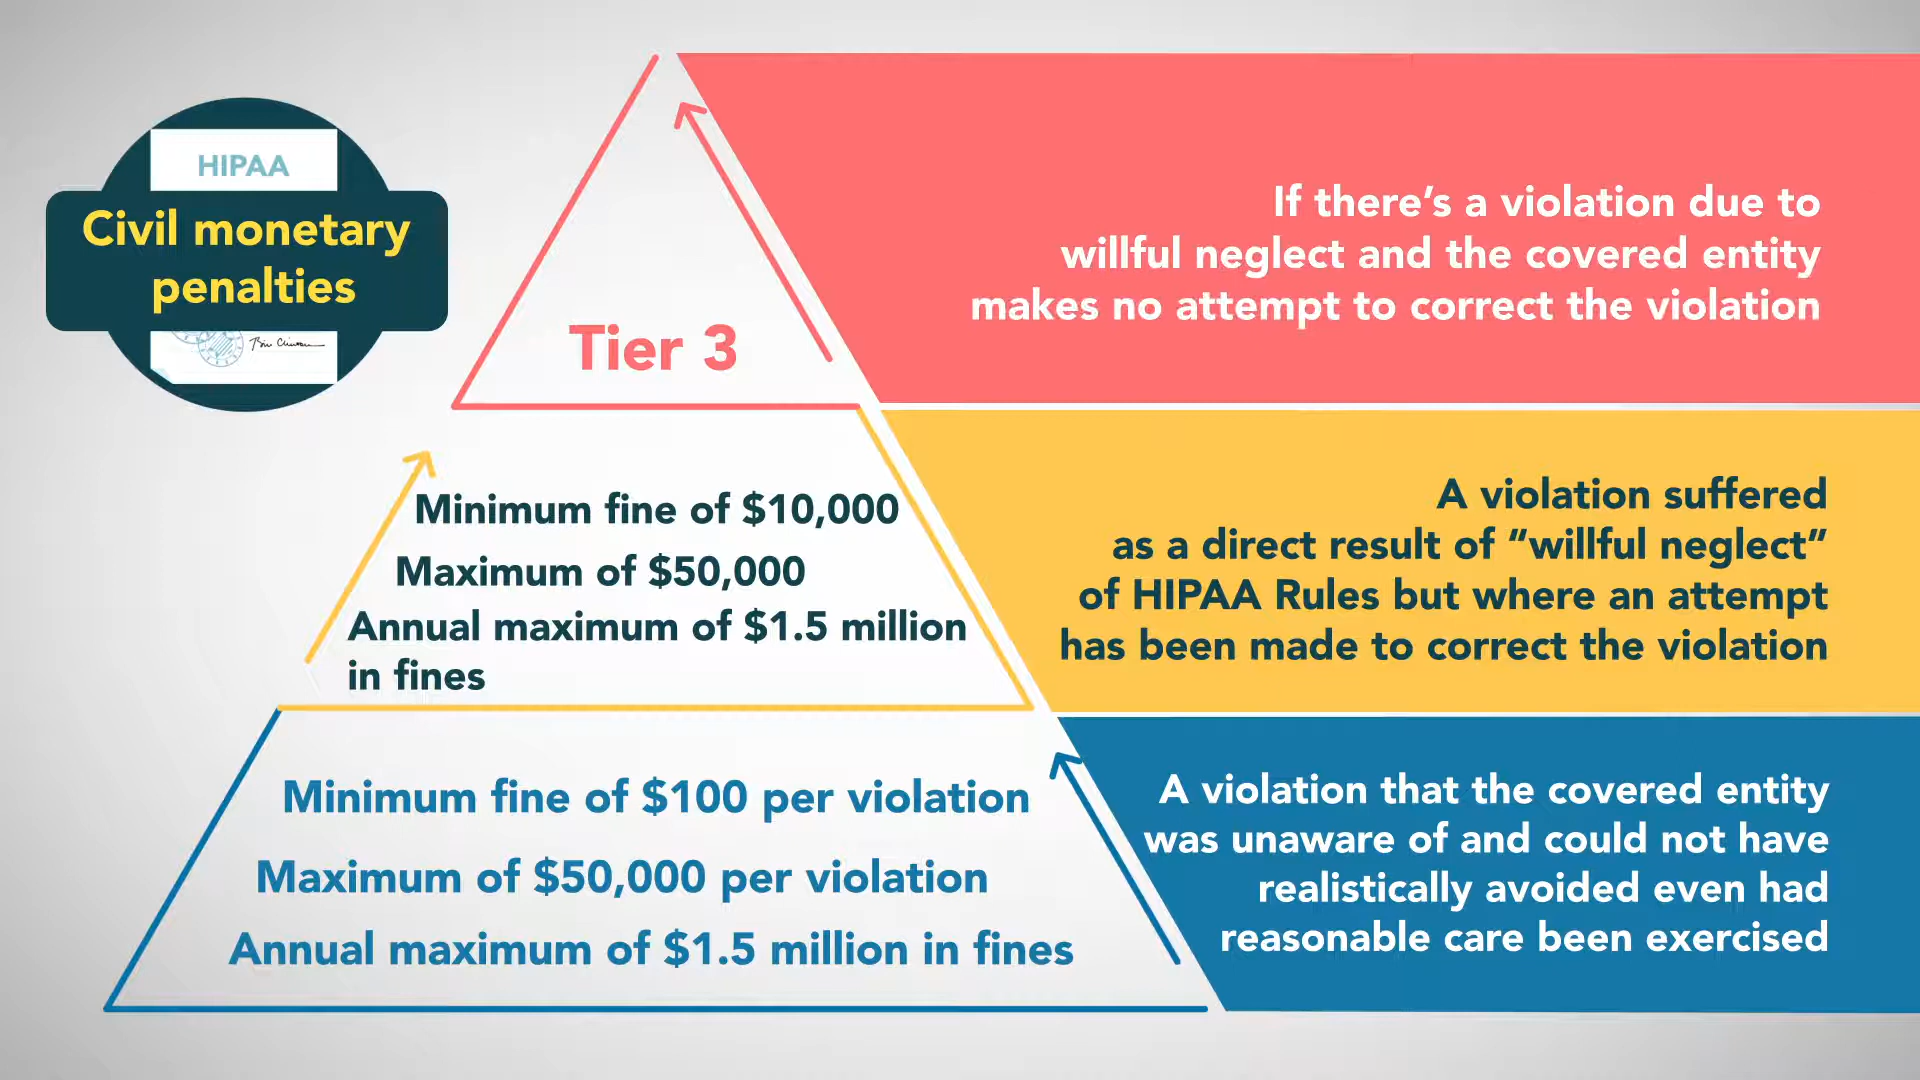 HIPAA
Civil monetary
penalties
Tier 3
If there's a violation due to
willful neglect and the covered entity
makes no attempt to correct the violation
Minimum fine of $10,000
Maximum of $50,000
Annual maximum of $1.5 million
in fines
A violation suffered
as a direct result of "willful neglect"
of HIPAA Rules but where an attempt
has been made to correct the violation
Minimum fine of $100 per violation
Maximum of $50,000 per violation
Annual maximum of $1.5 million in fines
A violation that the covered entity
was unaware of and could not have
realistically avoided even had
reasonable care been exercised